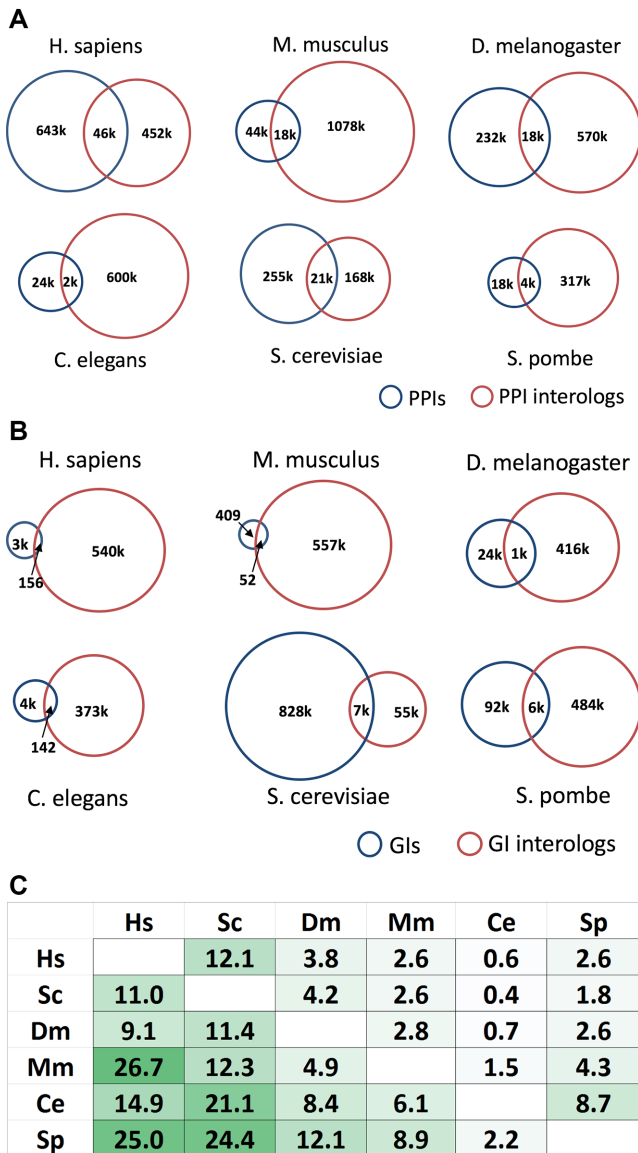 A
H. sapiens M. musculus D. melanogaster
643k 46k 452k 44k 18k 1078k 232k 18k 570k
24k 2k 600k 255k 21k 168k 18k 4k 317k
C. elegans S. cerevisiae S. pombe
PPIs PPI interologs
B
H. sapiens M. musculus D. melanogaster
3k 156 540k 409 52 557k 24k 1k 416k
4k 142 373k 828k 7k 55k 92k 6k 484k
C. elegans S. cerevisiae S. pombe
GIs GI interologs
C
Hs Sc Dm Mm Ce Sp
Hs 12.1 3.8 2.6 0.6 2.6
Sc 11.0 4.2 2.6 0.4 1.8
Dm 9.1 11.4 2.8 0.7 2.6
Mm 26.7 12.3 4.9 1.5 4.3
Ce 14.9 21.1 8.4 6.1 8.7
Sp 25.0 24.4 12.1 8.9 2.2